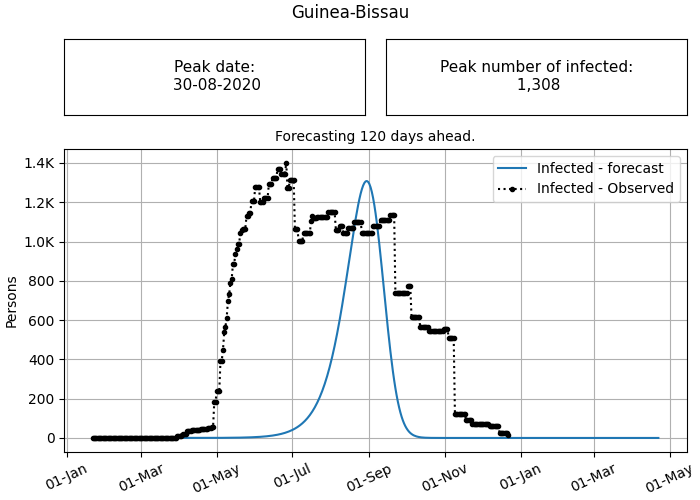 Guinea-Bissau
Peak date:
30-08-2020
Peak number of infected:
1,308
Forecasting 120 days ahead.
Infected - forecast
Infected - Observed
1.4K
1.2K
1.0K
800
600
400
200
0
Persons
01-Jan
01-Mar
01-May
01-Jul
01-Sep
01-Nov
01-Jan
01-Mar
01-May